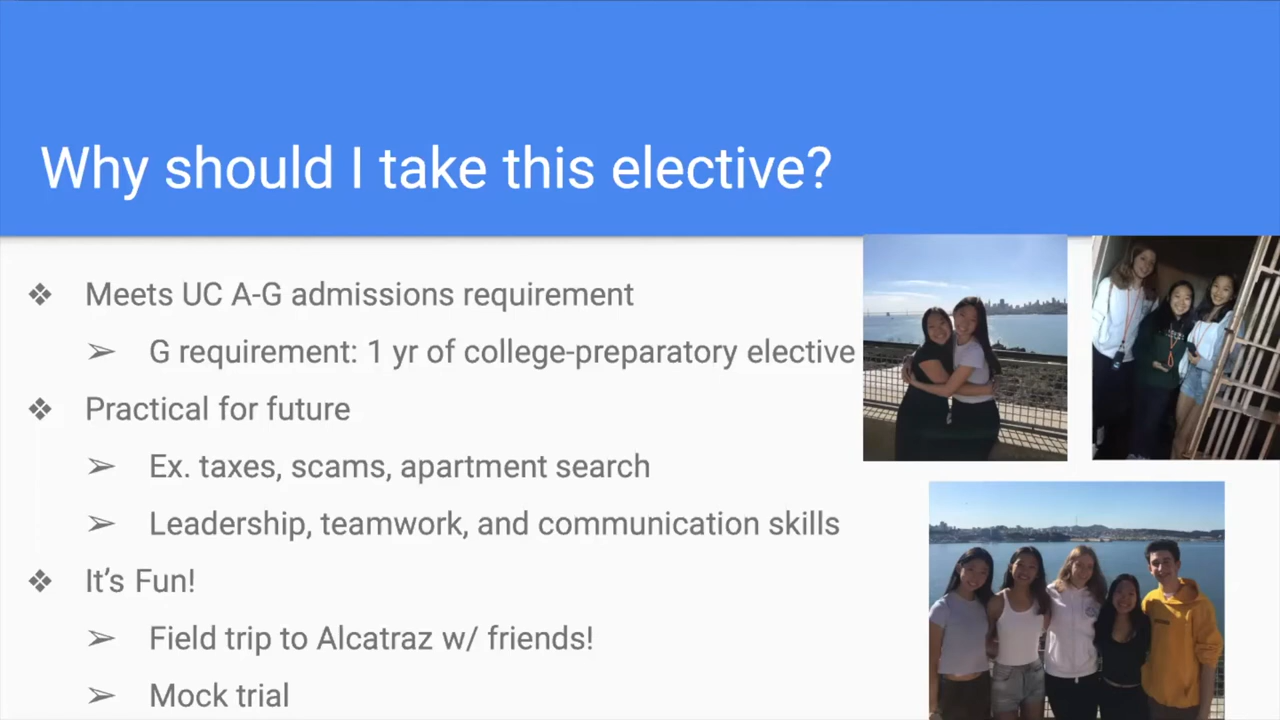 Why should I take this elective?
❖ Meets UC A-G admissions requirement
➢ G requirement: 1 yr of college-preparatory elective
❖ Practical for future
➢ Ex. taxes, scams, apartment search
➢ Leadership, teamwork, and communication skills
❖ It's Fun!
➢ Field trip to Alcatraz w/ friends!
➢ Mock trial